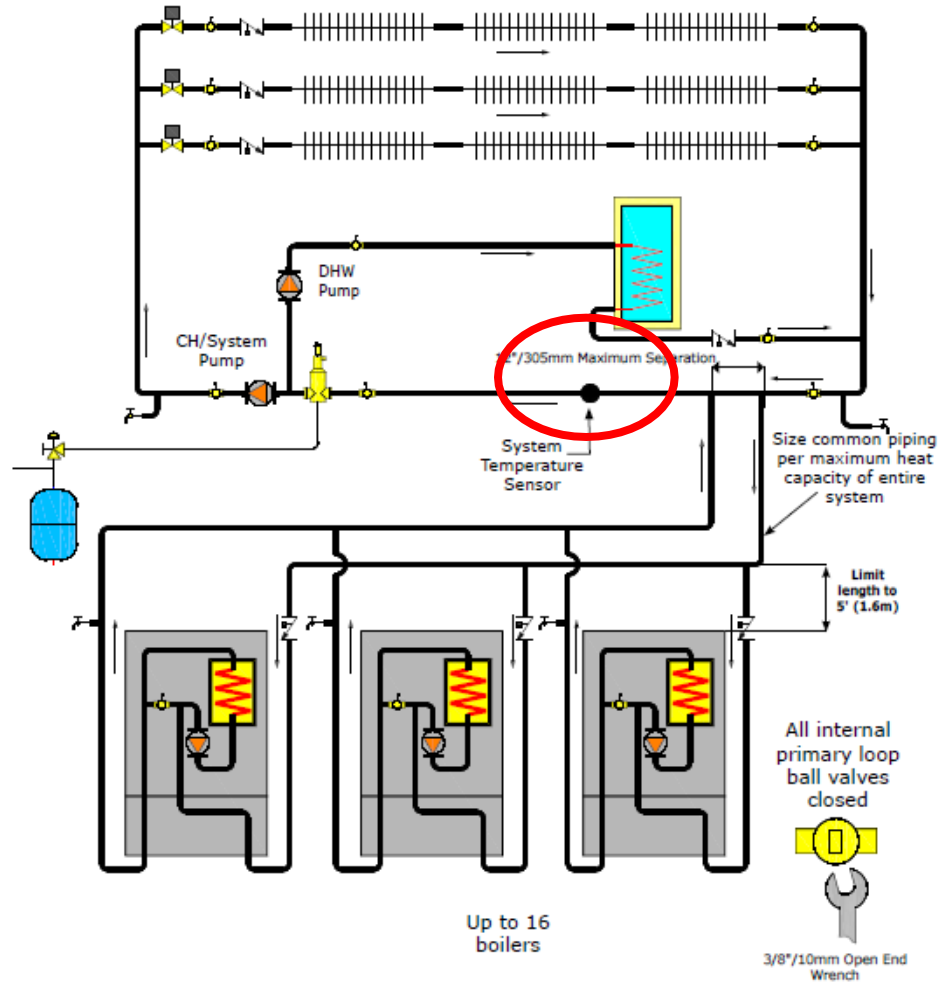 DHW
Pump
CH/System
Pump
12"/305mm Maximum Separation
System
Temperature
Sensor
Size common piping
per maximum heat
capacity of entire
system
Limit
length to
5' (1.6m)
All internal
primary loop
ball valves
closed
Up to 16
boilers
3/8"/10mm Open End
Wrench